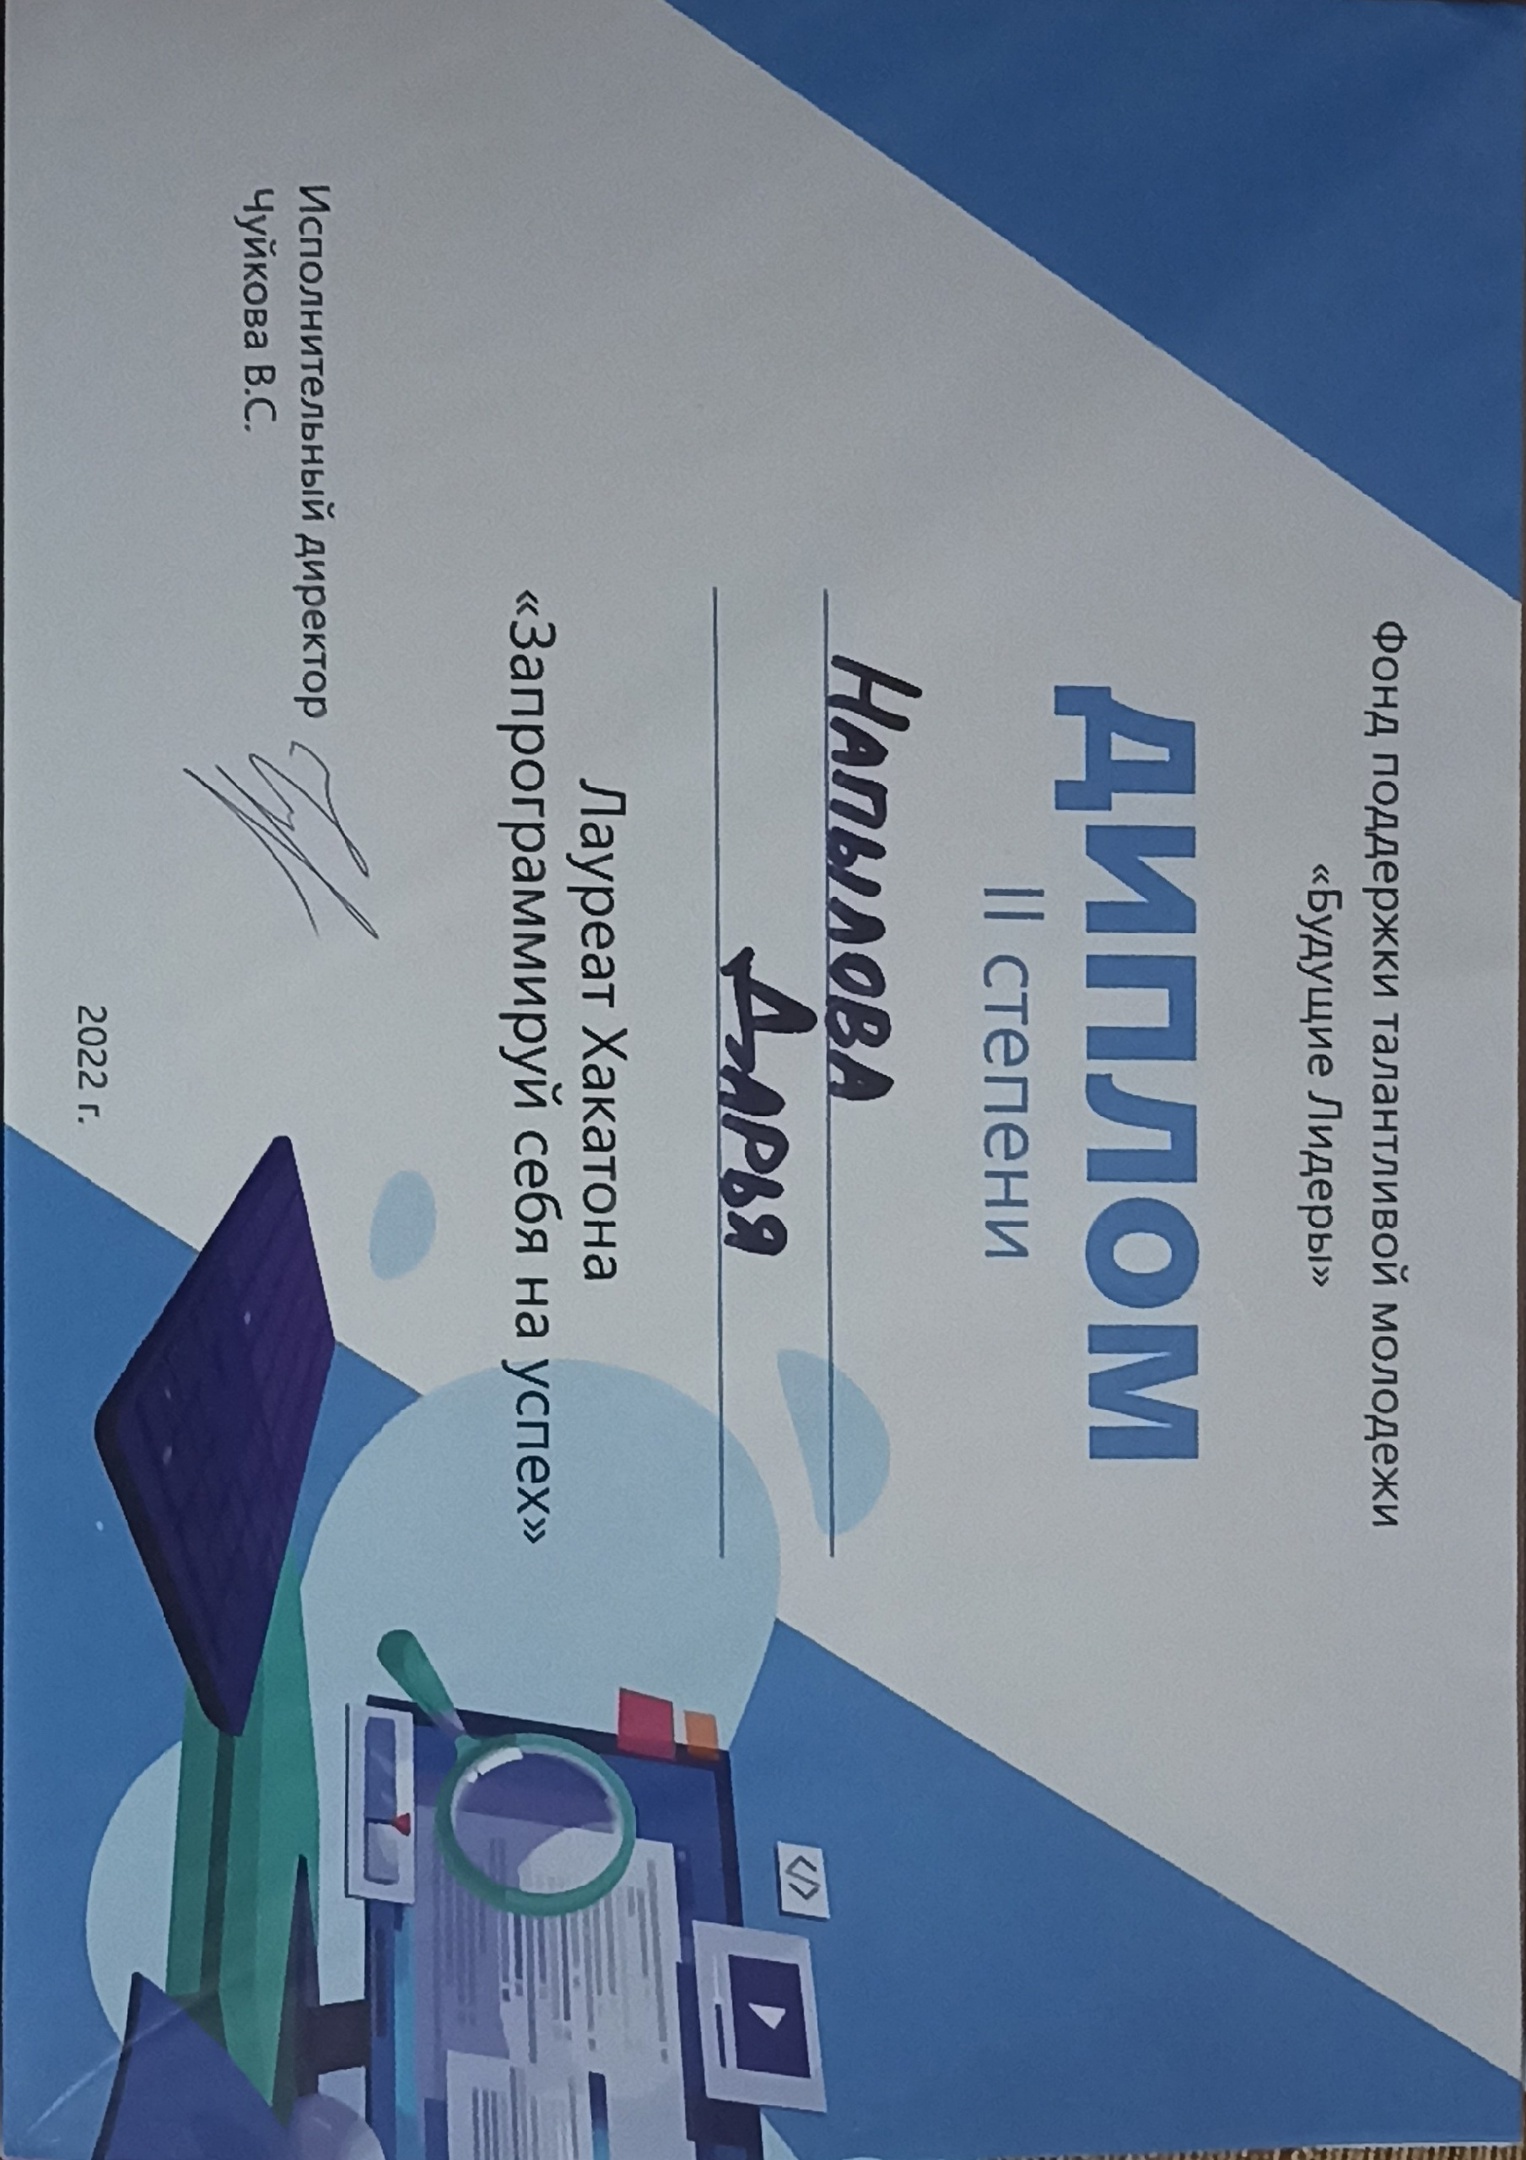 Фонд поддержки талантливой молодежи
«Будущие Лидеры»
ДИПЛОМ
II степени
Напылова
Дарья
Лауреат Хакатона
«Запрограммируй себя на успех»
Исполнительный директор
Чуйкова В.С.
2022 г.
</>